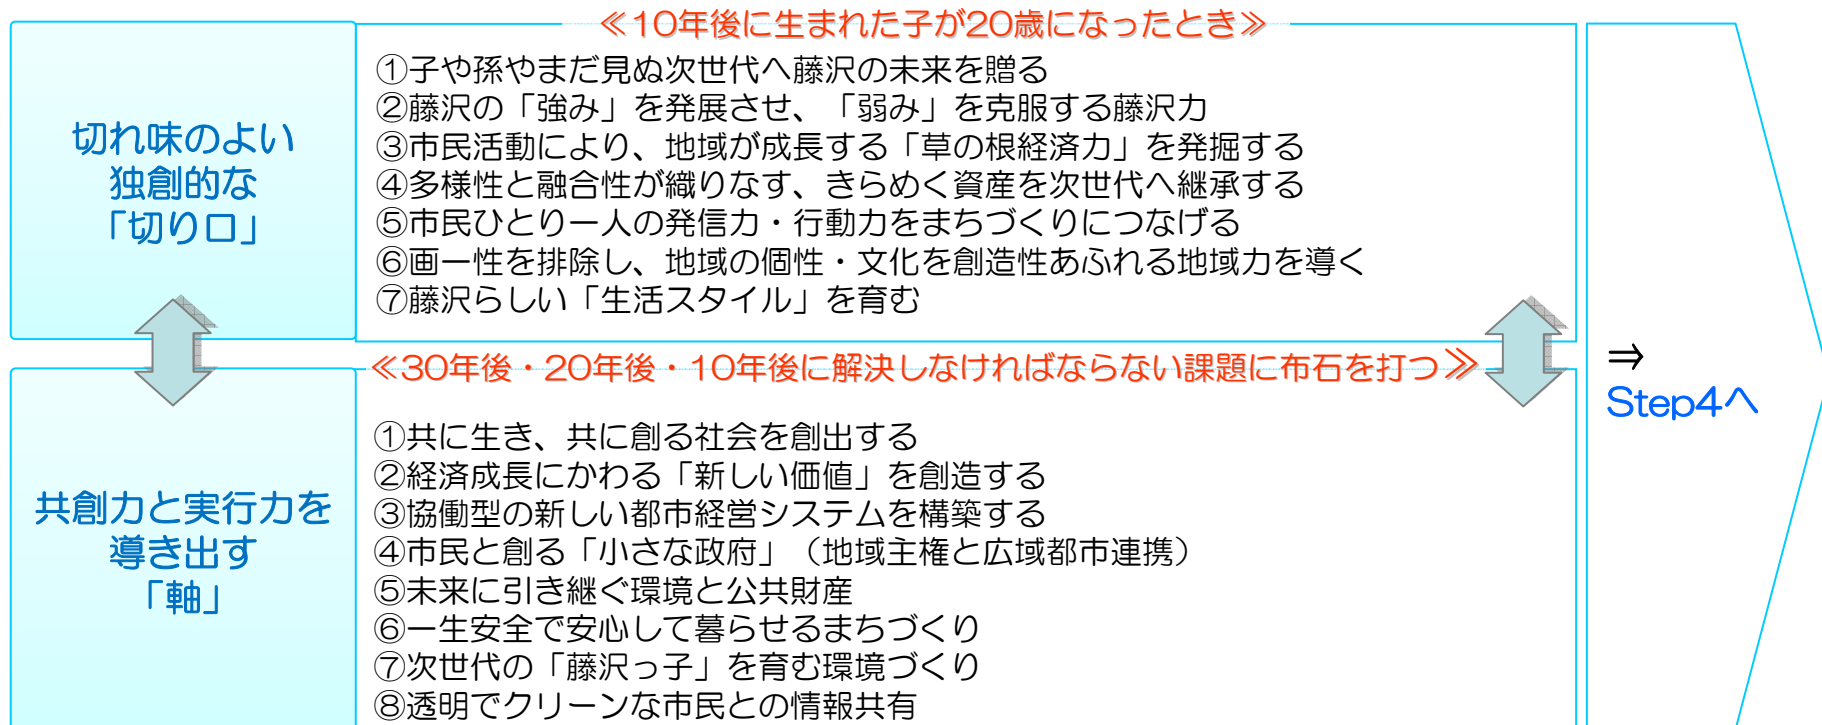 ≪10年後に生まれた子が20歳になったとき≫
切れ味のよい
独創的な
「切り口」
①子や孫やまだ見ぬ次世代へ藤沢の未来を贈る
②藤沢の「強み」を発展させ、「弱み」を克服する藤沢力
③市民活動により、地域が成長する「草の根経済力」を発掘する
④多様性と融合性が織りなす、きらめく資産を次世代へ継承する
⑤市民ひとり一人の発信力・行動力をまちづくりにつなげる
⑥画一性を排除し、地域の個性・文化を創造性あふれる地域力を導く
⑦藤沢らしい「生活スタイル」を育む
≪30年後・20年後・10年後に解決しなければならない課題に布石を打つ≫
共創力と実行力を
導き出す
「軸」
①共に生き、共に創る社会を創出する
②経済成長にかわる「新しい価値」を創造する
③協働型の新しい都市経営システムを構築する
④市民と創る「小さな政府」（地域主権と広域都市連携）
⑤未来に引き継ぐ環境と公共財産
⑥一生安全で安心して暮らせるまちづくり
⑦次世代の「藤沢っ子」を育む環境づくり
⑧透明でクリーンな市民との情報共有
⇒
Step4へ